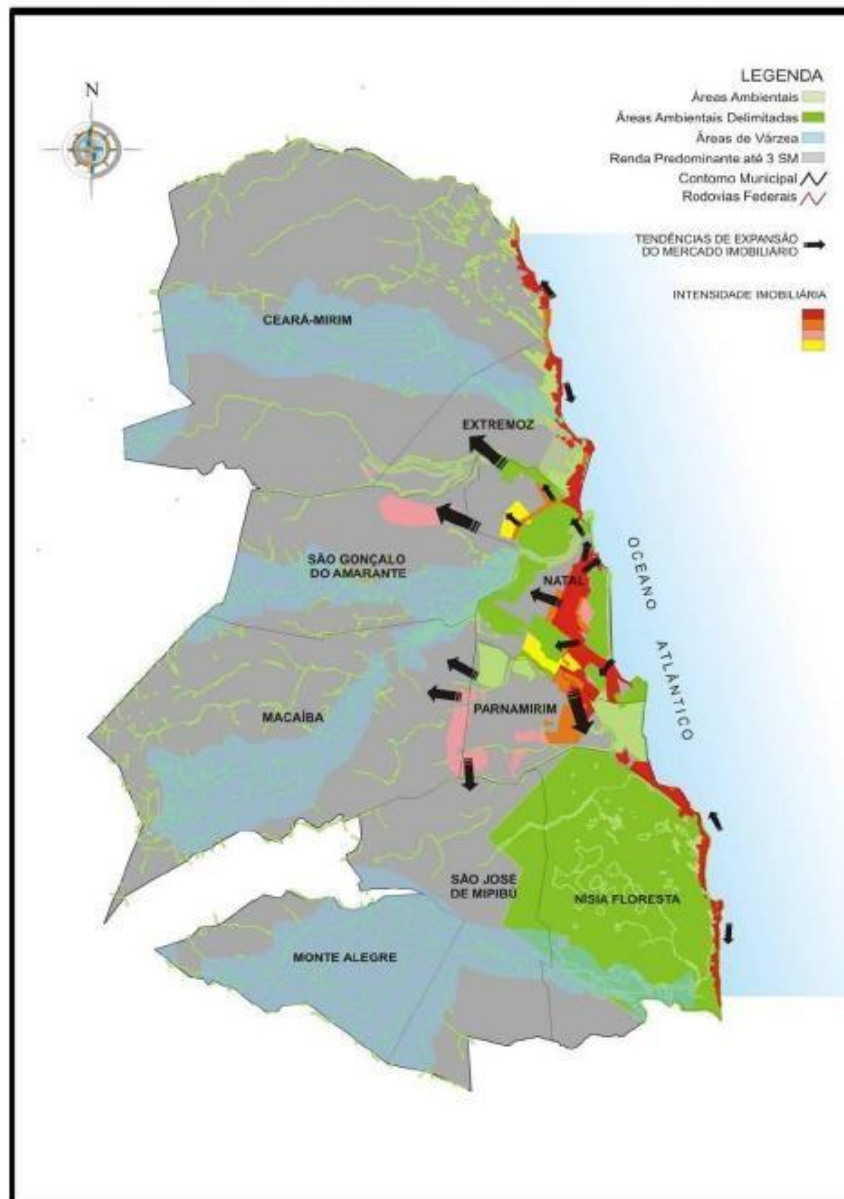 LEGENDA
Áreas Ambientais
Áreas Ambientais Delimitadas
Áreas de Várzea
Renda Predominante até 3 SM
Contorno Municipal
Rodovias Federais
TENDÊNCIAS DE EXPANSÃO
DO MERCADO IMOBILIÁRIO
INTENSIDADE IMOBILIÁRIA
N
CEARÁ-MIRIM
EXTREMOZ
SÃO GONÇALO
DO AMARANTE
NATAL
OCEANO ATLÂNTICO
MACAÍBA
PARNAMIRIM
SÃO JOSÉ
DE MIPIBÚ
NÍSIA FLORESTA
MONTE ALEGRE